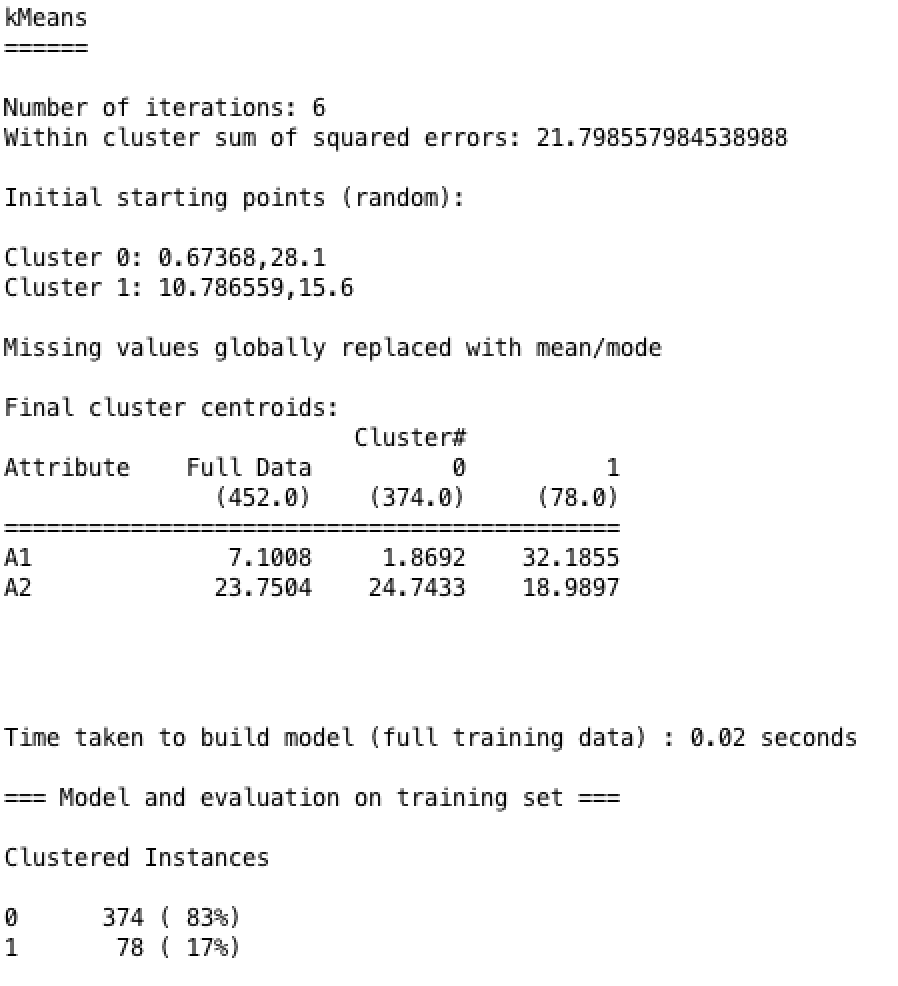 kMeans
======
Number of iterations: 6
Within cluster sum of squared errors: 21.798557984538988
Initial starting points (random):
Cluster 0: 0.67368,28.1
Cluster 1: 10.786559,15.6
Missing values globally replaced with mean/mode
Final cluster centroids:
                         Cluster#
Attribute    Full Data          0          1
               (452.0)    (374.0)     (78.0)
============================================
A1              7.1008     1.8692    32.1855
A2             23.7504    24.7433    18.9897
Time taken to build model (full training data) : 0.02 seconds
=== Model and evaluation on training set ===
Clustered Instances
0      374 ( 83%)
1       78 ( 17%)